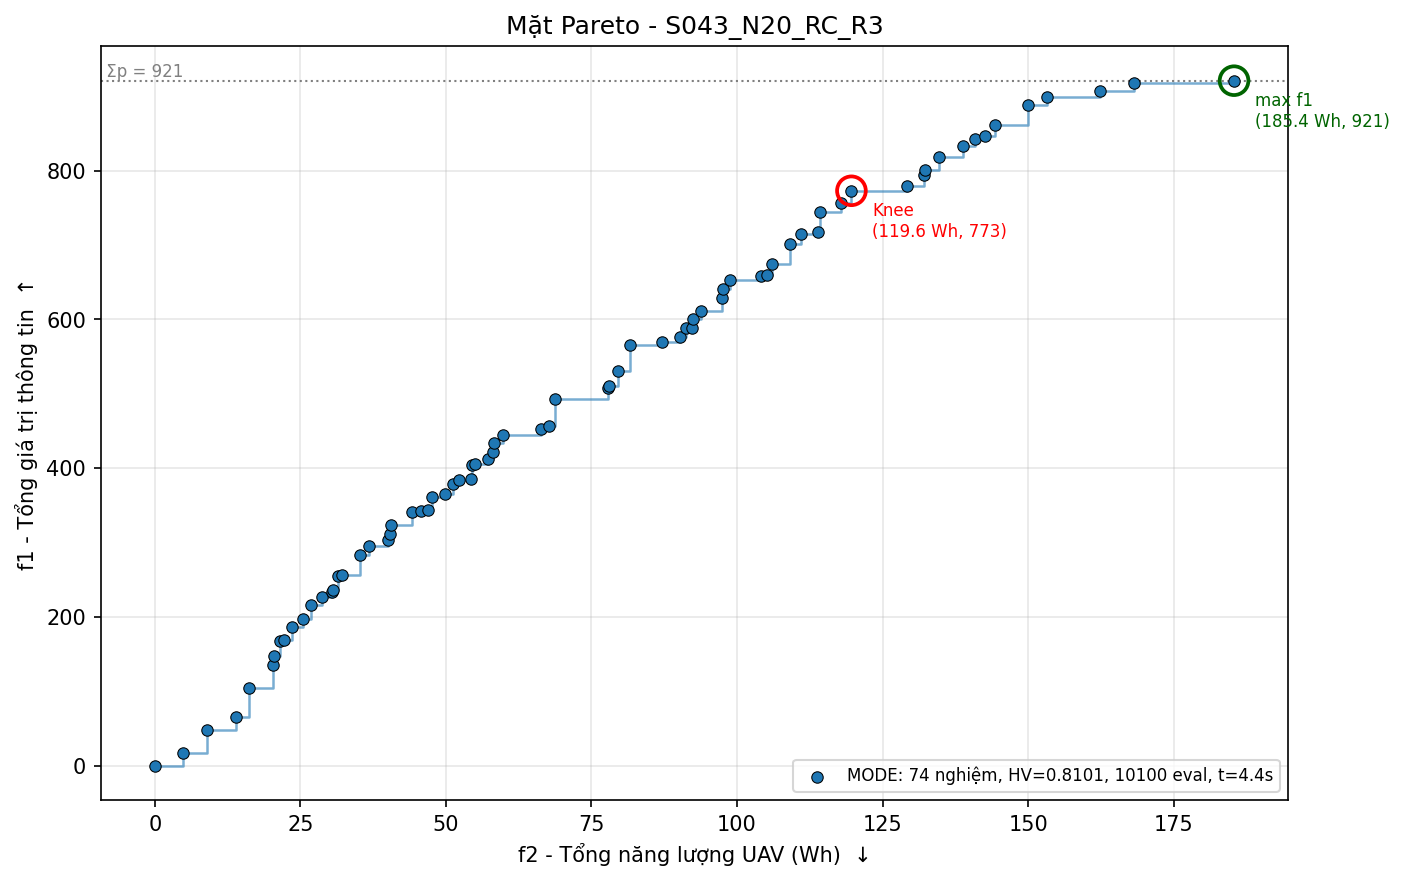 Mặt Pareto - S043_N20_RC_R3
Σp = 921
max f1
(185.4 Wh, 921)
Knee
(119.6 Wh, 773)
800
600
400
200
0
f1 - Tổng giá trị thông tin ↑
MODE: 74 nghiệm, HV=0.8101, 10100 eval, t=4.4s
0 25 50 75 100 125 150 175
f2 - Tổng năng lượng UAV (Wh) ↓